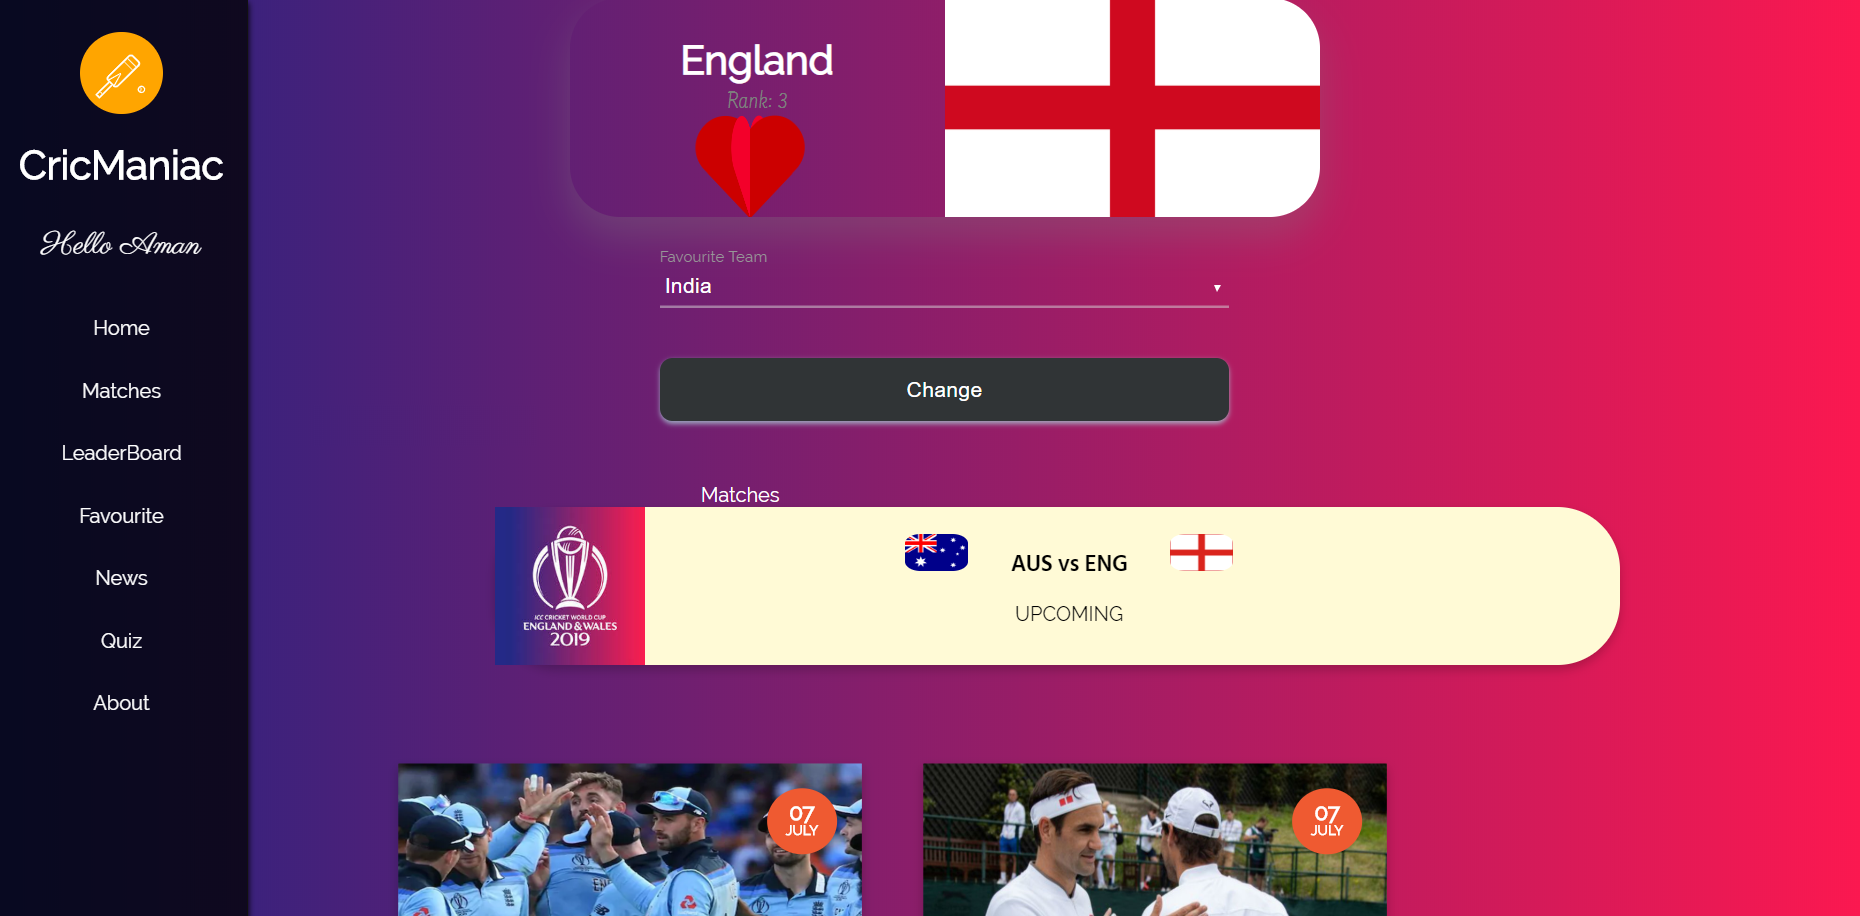 CricManiac
Hello Aman
Home
Matches
LeaderBoard
Favourite
News
Quiz
About
England
Rank: 3
Favourite Team
India
▼
Change
Matches
ICC CRICKET WORLD CUP
ENGLAND & WALES
2019
AUS vs ENG
UPCOMING
07
JULY
07
JULY